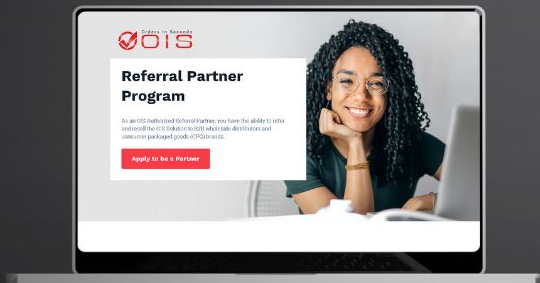 Orders in Seconds
OIS
Referral Partner
Program
As an OIS Authorized Referral Partner, you have the ability to refer
and resell the OIS Solution to B2B wholesale distributors and
consumer packaged goods (CPG) brands.
Apply to be a Partner